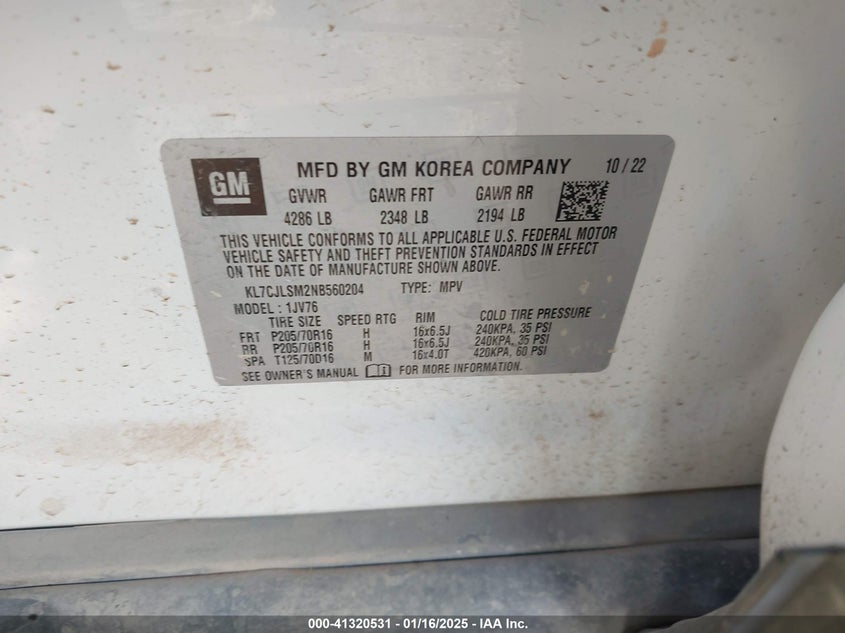 GM
MFD BY GM KOREA COMPANY 10 / 22
GVWR GAWR FRT GAWR RR
4286 LB 2348 LB 2194 LB
THIS VEHICLE CONFORMS TO ALL APPLICABLE U.S. FEDERAL MOTOR
VEHICLE SAFETY AND THEFT PREVENTION STANDARDS IN EFFECT
ON THE DATE OF MANUFACTURE SHOWN ABOVE.
KL7CJLSM2NB560204 TYPE: MPV
MODEL : 1JV76
TIRE SIZE SPEED RTG RIM COLD TIRE PRESSURE
FRT P205/70R16 H 16x6.5J 240KPA, 35 PSI
RR P205/70R16 H 16x6.5J 240KPA, 35 PSI
SPA T125/70D16 M 16x4.0T 420KPA, 60 PSI
SEE OWNER'S MANUAL FOR MORE INFORMATION.
000-41320531 - 01/16/2025 - IAA Inc.